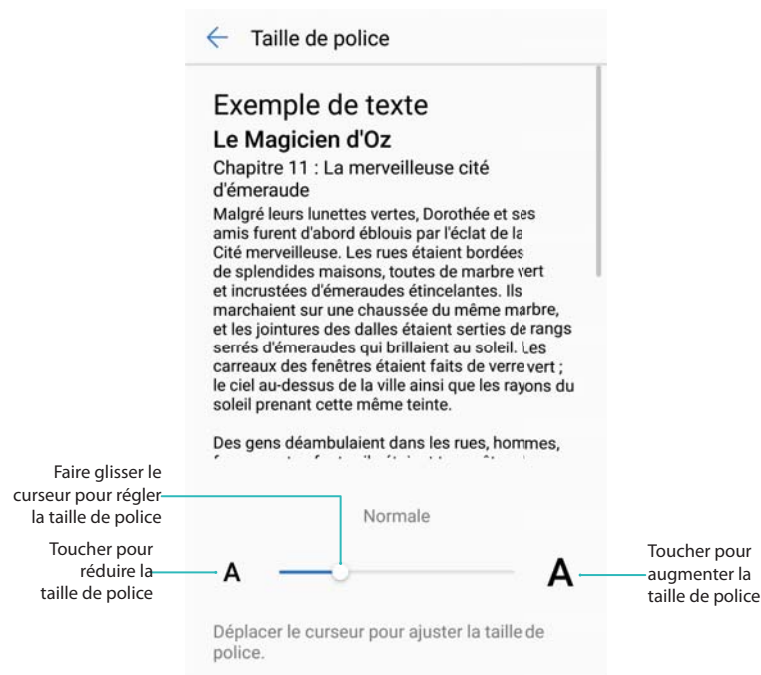 Taille de police
Exemple de texte
Le Magicien d'Oz
Chapitre 11 : La merveilleuse cité
d'émeraude
Malgré leurs lunettes vertes, Dorothée et ses
amis furent d'abord éblouis par l'éclat de la
Cité merveilleuse. Les rues étaient bordées
de splendides maisons, toutes de marbre vert
et incrustées d'émeraudes étincelantes. Ils
marchaient sur une chaussée du même marbre,
et les jointures des dalles étaient serties de rangs
serrés d'émeraudes qui brillaient au soleil. Les
carreaux des fenêtres étaient faits de verre vert ;
le ciel au-dessus de la ville ainsi que les rayons du
soleil prenant cette même teinte.
Des gens déambulaient dans les rues, hommes,
Faire glisser le
curseur pour régler
la taille de police
Normale
Toucher pour
réduire la
taille de police
A
A
Toucher pour
augmenter la
taille de police
Déplacer le curseur pour ajuster la taille de
police.